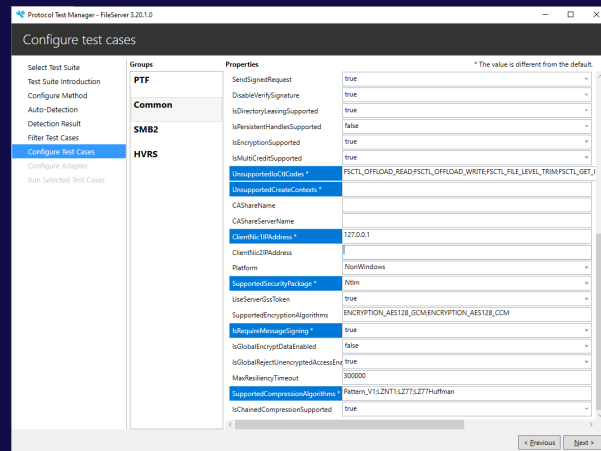 Protocol Test Manager - FileServer 3.20.1.0
Configure test cases
Select Test Suite
Test Suite Introduction
Configure Method
Auto-Detection
Detection Result
Filter Test Cases
Configure Test Cases
Configure Adapter
Run Selected Test Cases
Groups
PTF
Common
SMB2
HVRS
Properties
* The value is different from the default.
SendSignedRequest true
DisableVerifySignature true
IsDirectoryLeasingSupported true
IsPersistentHandlesSupported false
IsEncryptionSupported true
IsMultiCreditSupported true
UnsupportedIoCtlCodes * FSCTL_OFFLOAD_READ;FSCTL_OFFLOAD_WRITE;FSCTL_FILE_LEVEL_TRIM;FSCTL_GET_
UnsupportedCreateContexts *
CAShareName
CAShareServerName
ClientNic1IPAddress * 127.0.0.1
ClientNic2IPAddress
Platform NonWindows
SupportedSecurityPackage * Ntlm
UseServerGssToken true
SupportedEncryptionAlgorithms ENCRYPTION_AES128_GCM;ENCRYPTION_AES128_CCM
IsRequireMessageSigning * true
IsGlobalEncryptDataEnabled false
IsGlobalRejectUnencryptedAccessEna true
MaxResiliencyTimeout 300000
SupportedCompressionAlgorithms * Pattern_V1;LZNT1;LZ77;LZ77Huffman
IsChainedCompressionSupported true
< Previous
Next >